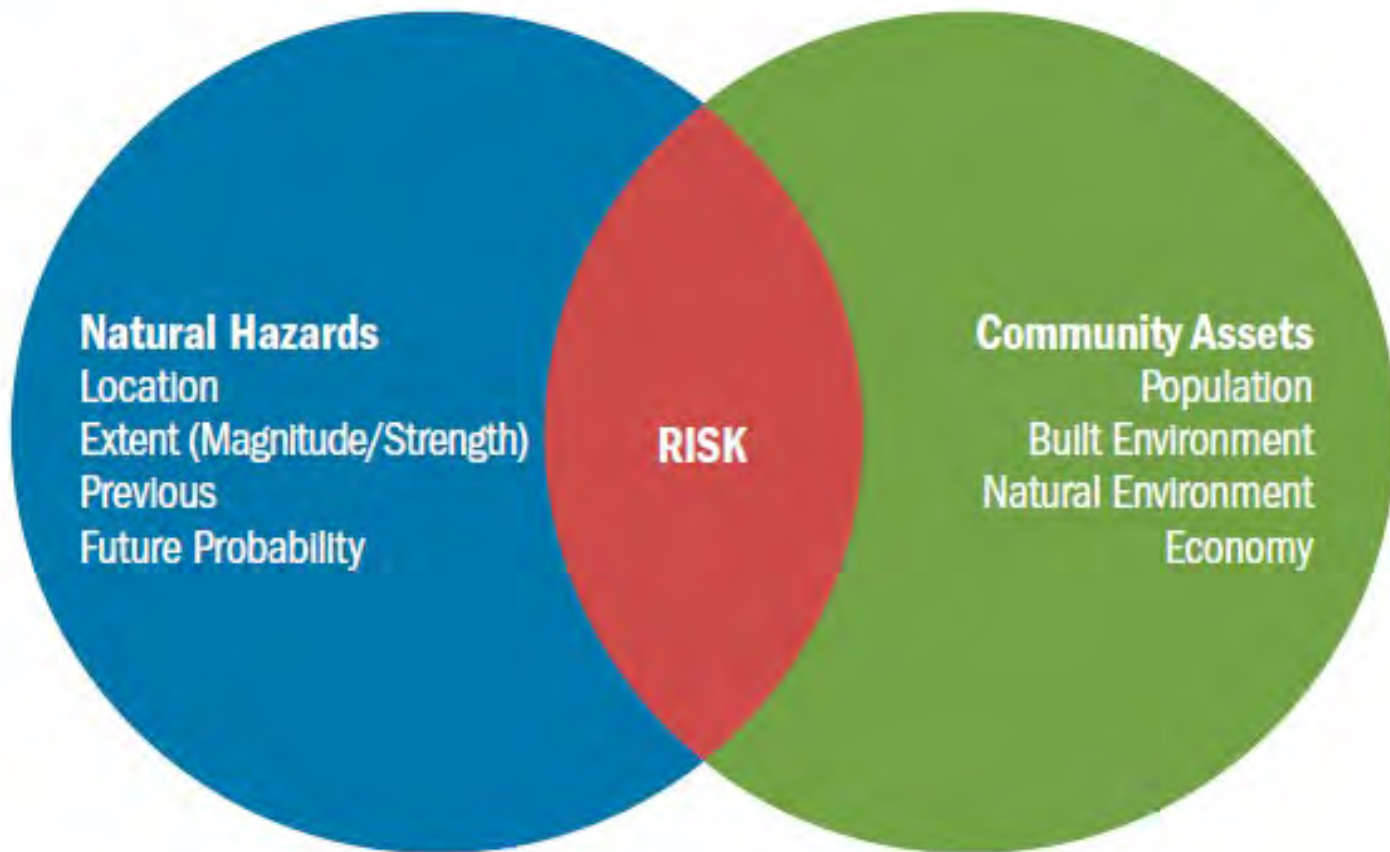 Natural Hazards
Location
Extent (Magnitude/Strength)
Previous
Future Probability
RISK
Community Assets
Population
Built Environment
Natural Environment
Economy